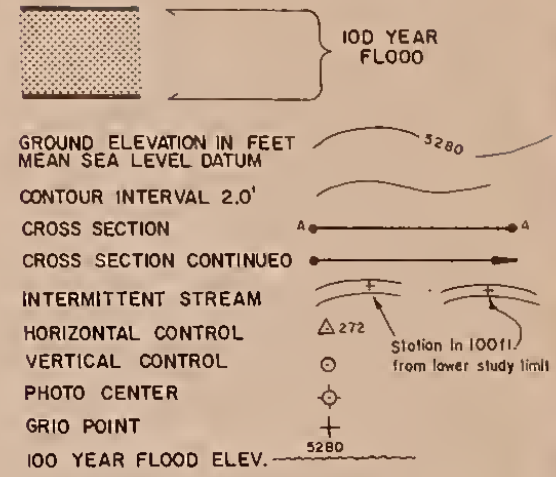 100 YEAR
FLOOD
GROUND ELEVATION IN FEET
MEAN SEA LEVEL DATUM
5280
CONTOUR INTERVAL 2.0'
CROSS SECTION
A A
CROSS SECTION CONTINUED
INTERMITTENT STREAM
HORIZONTAL CONTROL
272
Station in 100ft.
from lower study limit
VERTICAL CONTROL
PHOTO CENTER
GRID POINT
5280
100 YEAR FLOOD ELEV.